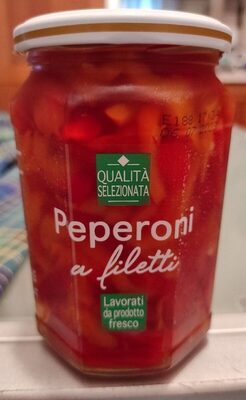 QUALITÀ
SELEZIONATA
Peperoni
a filetti
Lavorati
da prodotto
fresco